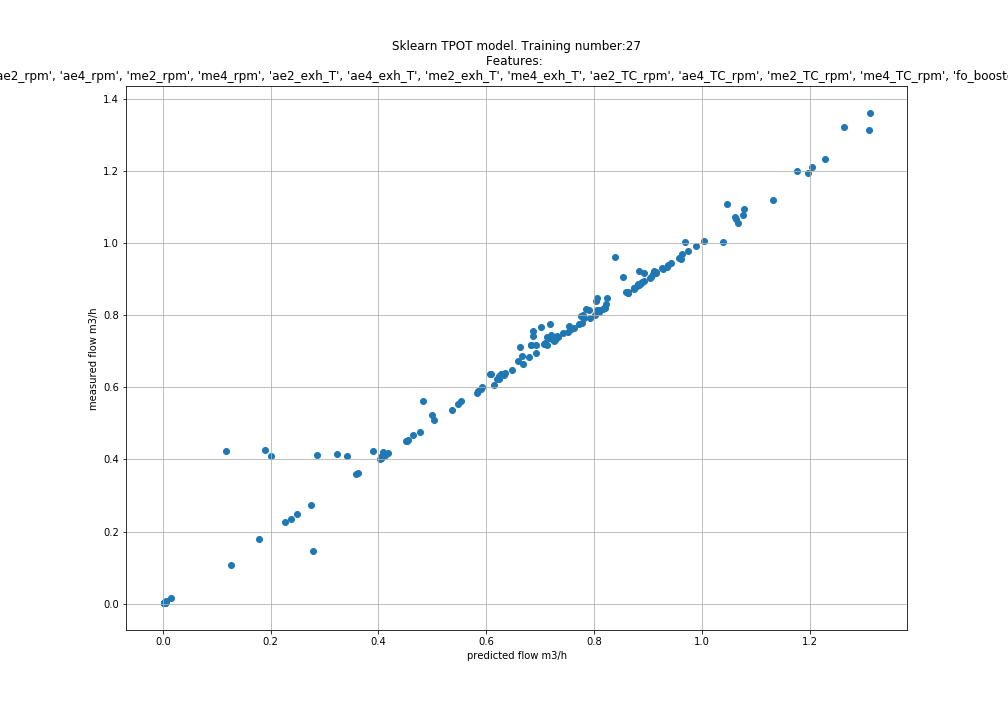 Sklearn TPOT model. Training number:27
Features:
ae2_rpm', 'ae4_rpm', 'me2_rpm', 'me4_rpm', 'ae2_exh_T', 'ae4_exh_T', 'me2_exh_T', 'me4_exh_T', 'ae2_TC_rpm', 'ae4_TC_rpm', 'me2_TC_rpm', 'me4_TC_rpm', 'fo_boost
1.4
1.2
1.0
0.8
0.6
0.4
0.2
0.0
measured flow m3/h
0.0 0.2 0.4 0.6 0.8 1.0 1.2
predicted flow m3/h